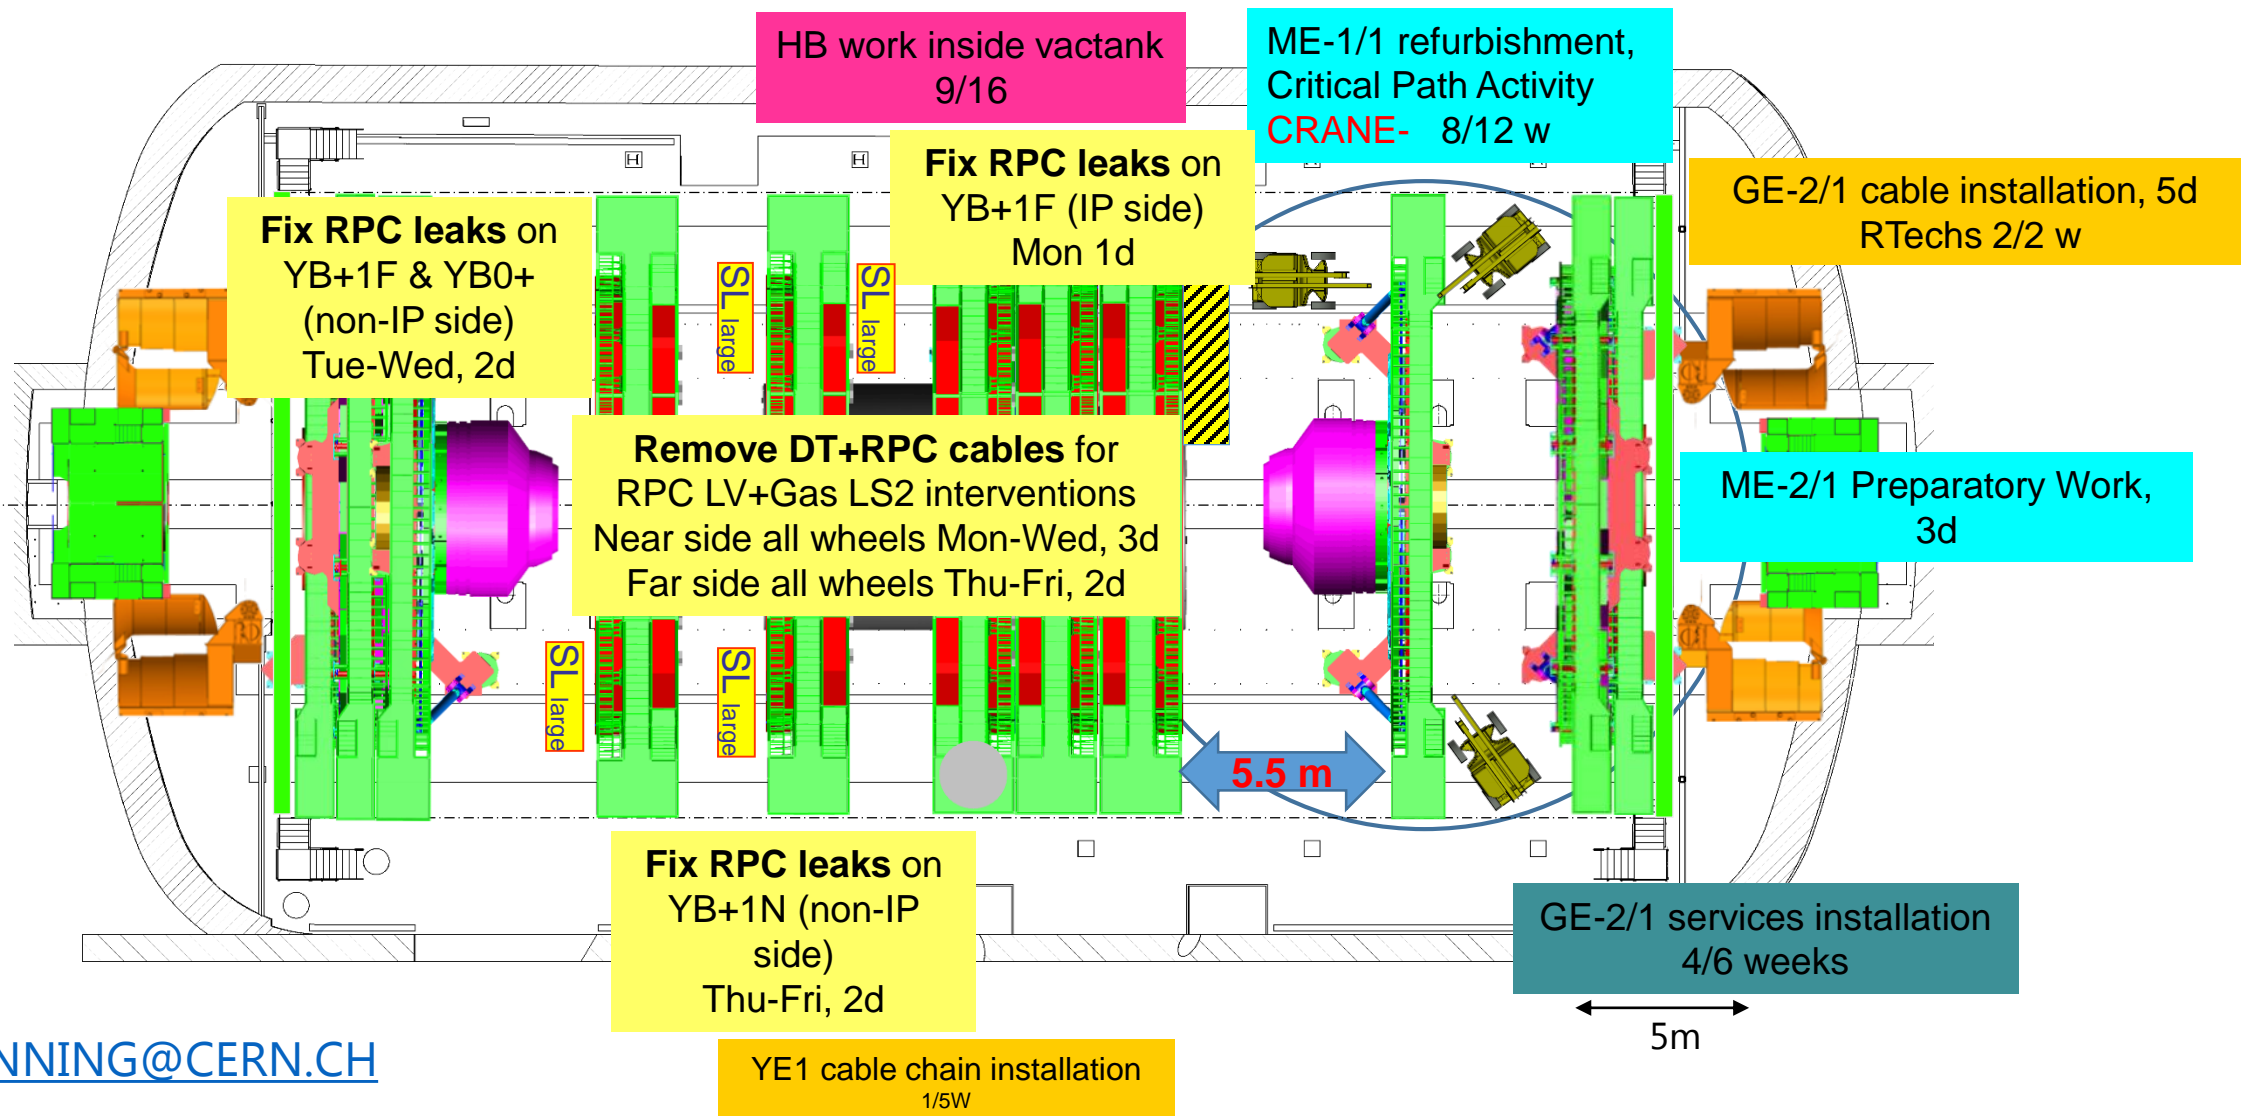 HB work inside vactank
9/16
ME-1/1 refurbishment,
Critical Path Activity
CRANE- 8/12 w
Fix RPC leaks on
YB+1F (IP side)
Mon 1d
GE-2/1 cable installation, 5d
RTechs 2/2 w
Fix RPC leaks on
YB+1F & YB0+
(non-IP side)
Tue-Wed, 2d
H
H
SL large
SL large
Remove DT+RPC cables for
RPC LV+Gas LS2 interventions
Near side all wheels Mon-Wed, 3d
Far side all wheels Thu-Fri, 2d
ME-2/1 Preparatory Work,
3d
SL large
SL large
5.5 m
Fix RPC leaks on
YB+1N (non-IP
side)
Thu-Fri, 2d
GE-2/1 services installation
4/6 weeks
5m
NNING@CERN.CH
YE1 cable chain installation
1/5W